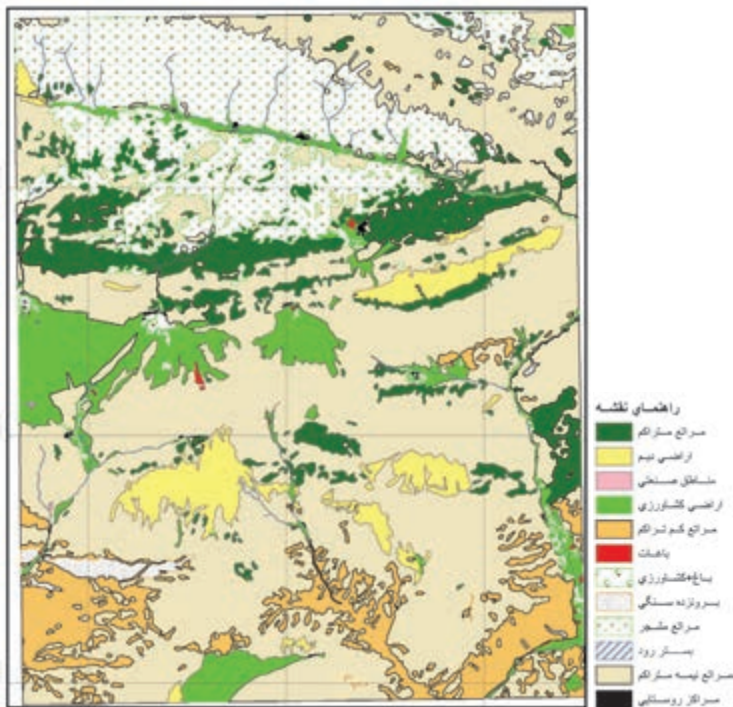 راهنمای نقشه
مراتع متراکم
اراضی دیم
مناطق صنعتی
اراضی کشاورزی
مراتع کم تراکم
باغات
باغ+کشاورزی
برونزده سنگی
مراتع مشجر
بستر رود
مراتع نیمه متراکم
مراکز روستایی